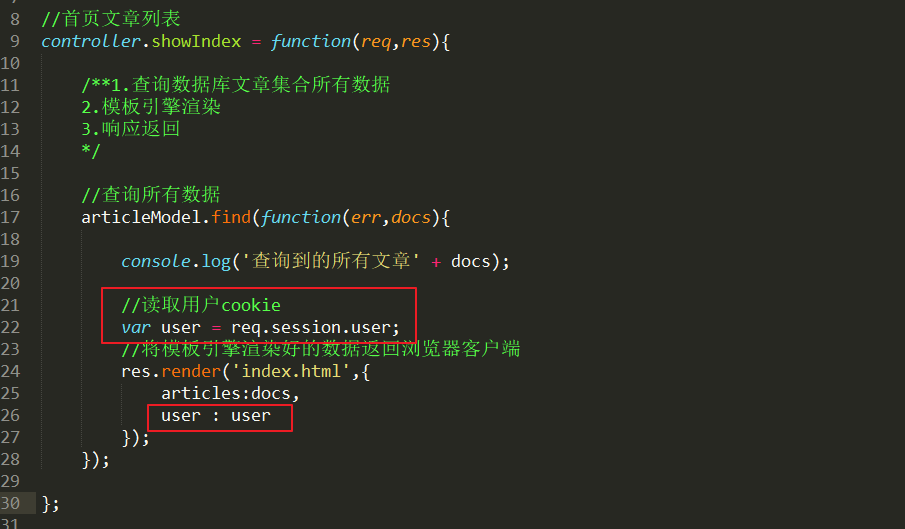 8 //首页文章列表
9 controller.showIndex = function(req,res){
10
11 /**1.查询数据库文章集合所有数据
12 2.模板引擎渲染
13 3.响应返回
14 */
15
16 //查询所有数据
17 articleModel.find(function(err,docs){
18
19 console.log('查询到的所有文章' + docs);
20
21 //读取用户cookie
22 var user = req.session.user;
23 //将模板引擎渲染好的数据返回浏览器客户端
24 res.render('index.html',{
25 articles:docs,
26 user : user
27 });
28 });
29
30 };
31